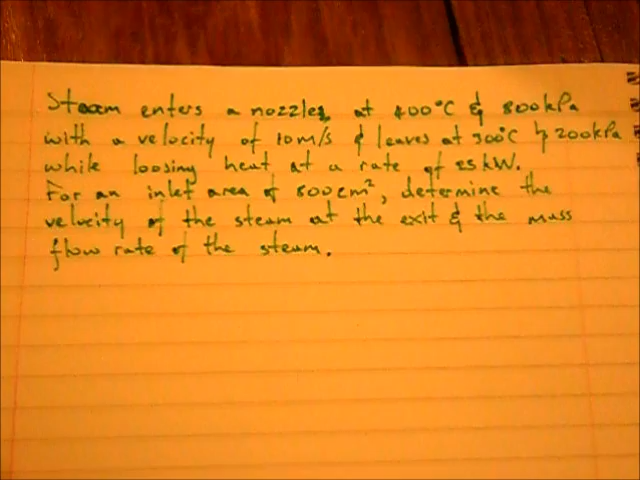 Steam enters a nozzles at 400°C & 800kPa
with a velocity of 10m/s & leaves at 300°C & 200kPa
while loosing heat at a rate of 25kW.
For an inlet area of 800cm², determine the
velocity of the steam at the exit & the mass
flow rate of the steam.